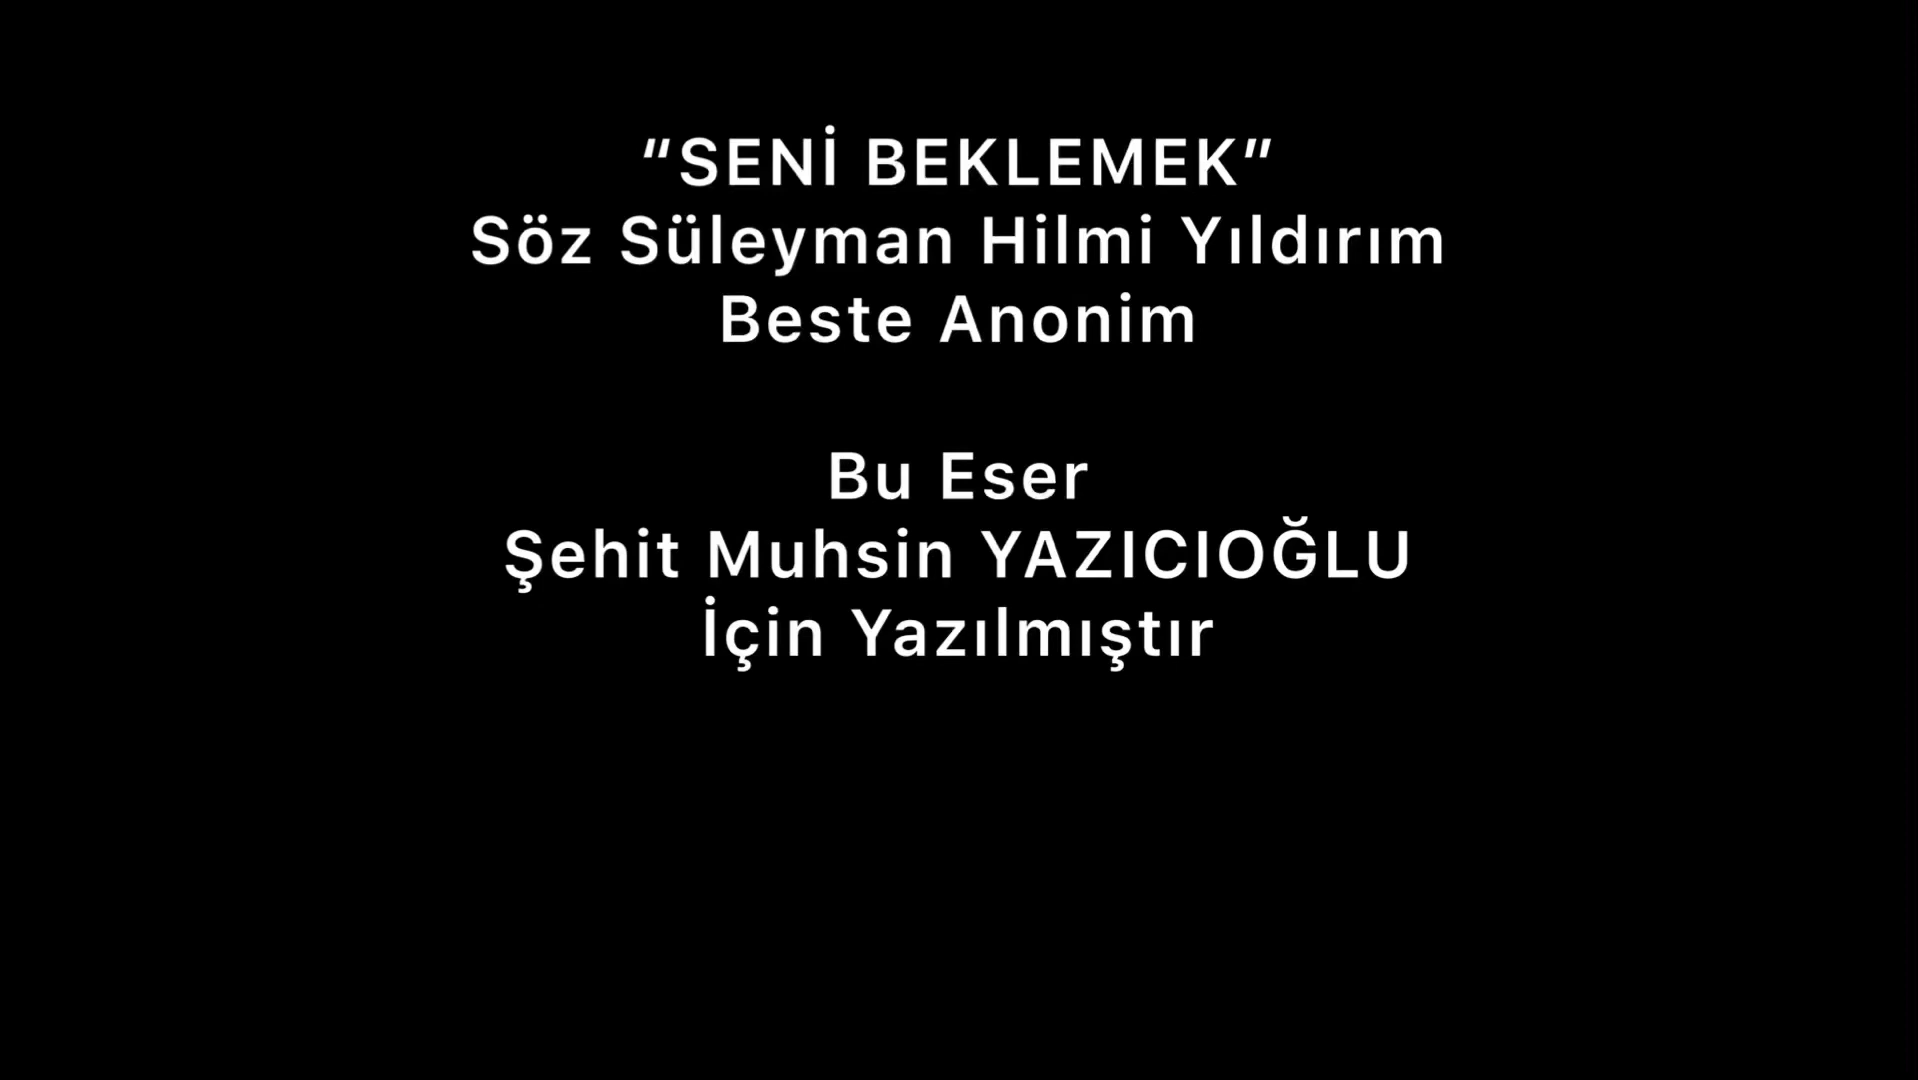 “SENİ BEKLEMEK”
Söz Süleyman Hilmi Yıldırım
Beste Anonim
Bu Eser
Şehit Muhsin YAZICIOĞLU
İçin Yazılmıştır